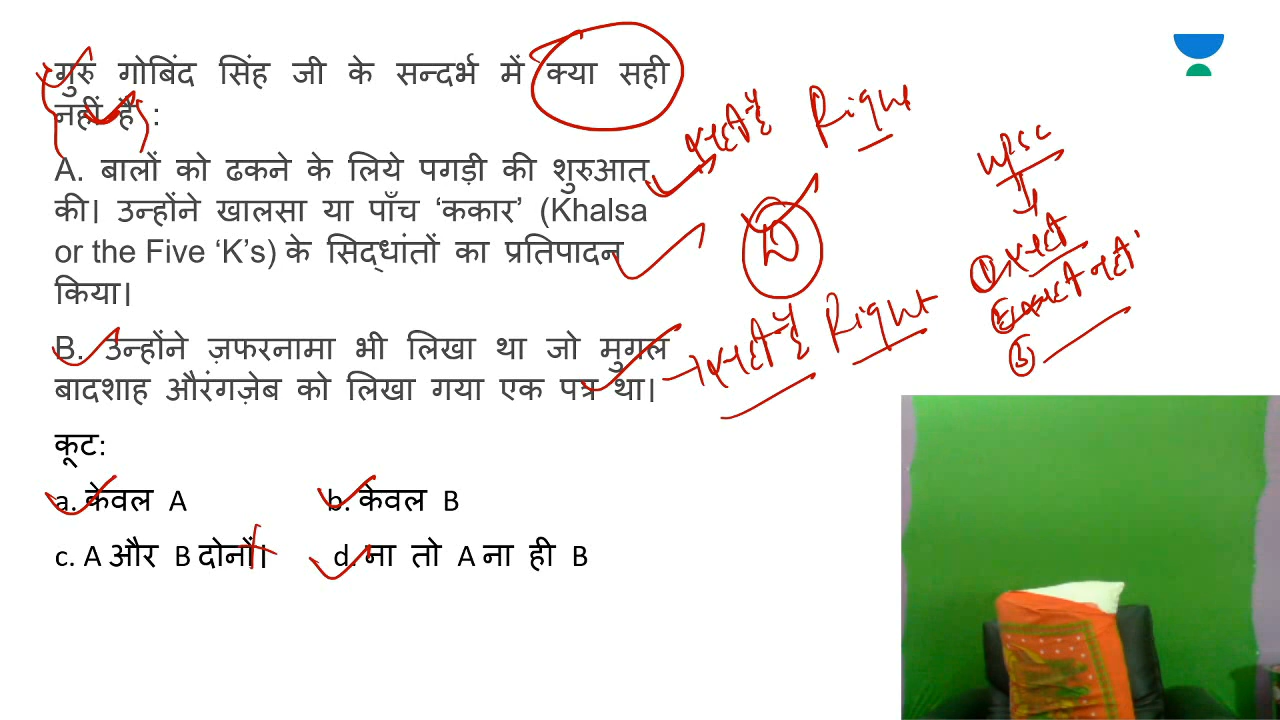 गुरु गोबिंद सिंह जी के सन्दर्भ में क्या सही
नहीं है :
A. बालों को ढकने के लिये पगड़ी की शुरुआत
की। उन्होंने खालसा या पाँच ‘ककार’ (Khalsa
or the Five ‘K’s) के सिद्धांतों का प्रतिपादन
किया।
B. उन्होंने ज़फरनामा भी लिखा था जो मुगल
बादशाह औरंगज़ेब को लिखा गया एक पत्र था।
कूट:
a. केवल A b. केवल B
c. A और B दोनों। d. ना तो A ना ही B
Right
D
Right
UPSC